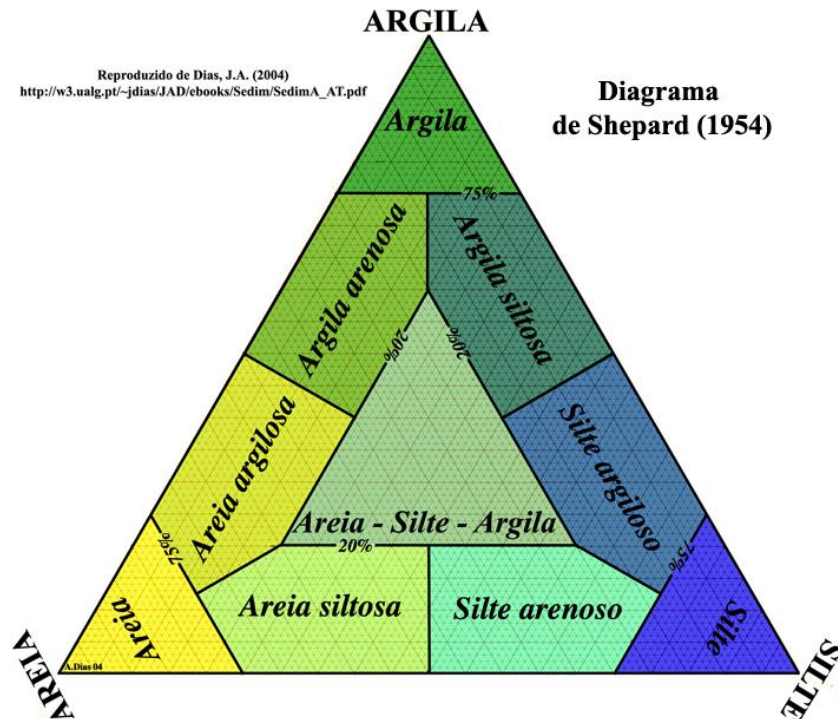 ARGILA
Reproduzido de Dias, J.A. (2004)
http://w3.ualg.pt/~jdias/JAD/ebooks/Sedim/SedimA_AT.pdf
Diagrama
de Shepard (1954)
Argila
75%
Argila arenosa
Argila siltosa
20%
20%
Areia argilosa
Silte argiloso
Areia - Silte - Argila
75%
20%
75%
Areia
Areia siltosa
Silte arenoso
Silte
A.Dias 04
AREIA
SILTE